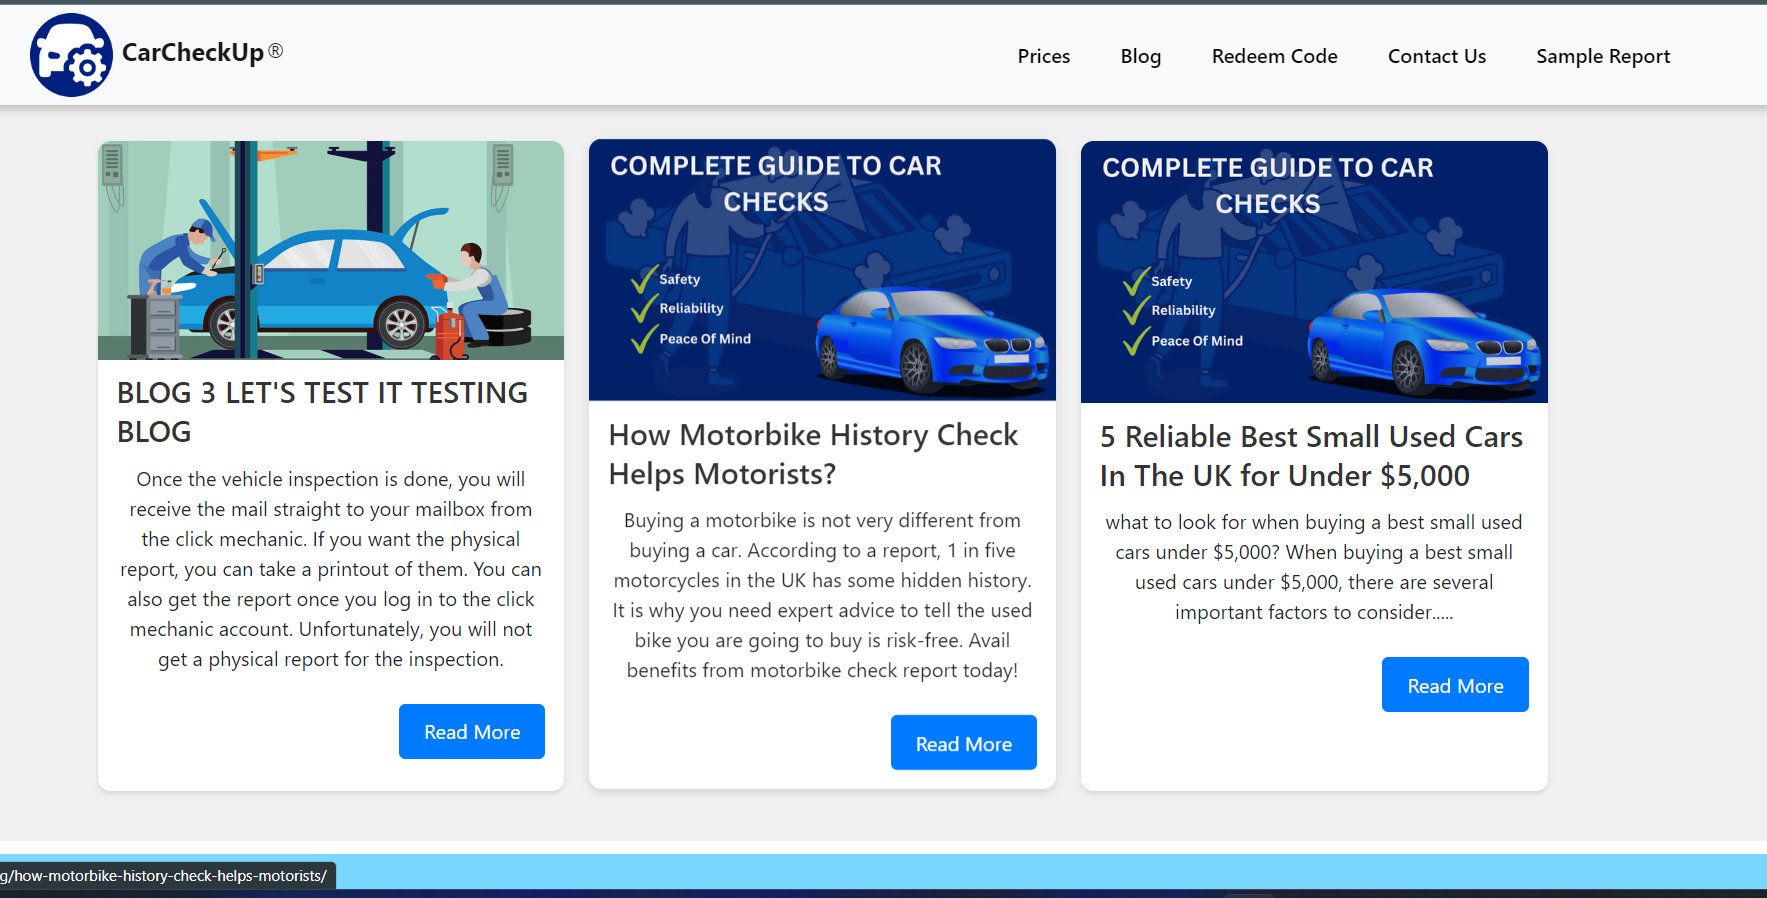 CarCheckUp®
Prices
Blog
Redeem Code
Contact Us
Sample Report
BLOG 3 LET'S TEST IT TESTING
BLOG
Once the vehicle inspection is done, you will
receive the mail straight to your mailbox from
the click mechanic. If you want the physical
report, you can take a printout of them. You can
also get the report once you log in to the click
mechanic account. Unfortunately, you will not
get a physical report for the inspection.
Read More
COMPLETE GUIDE TO CAR
CHECKS
Safety
Reliability
Peace Of Mind
How Motorbike History Check
Helps Motorists?
Buying a motorbike is not very different from
buying a car. According to a report, 1 in five
motorcycles in the UK has some hidden history.
It is why you need expert advice to tell the used
bike you are going to buy is risk-free. Avail
benefits from motorbike check report today!
Read More
COMPLETE GUIDE TO CAR
CHECKS
Safety
Reliability
Peace Of Mind
5 Reliable Best Small Used Cars
In The UK for Under $5,000
what to look for when buying a best small used
cars under $5,000? When buying a best small
used cars under $5,000, there are several
important factors to consider.....
Read More
g/how-motorbike-history-check-helps-motorists/